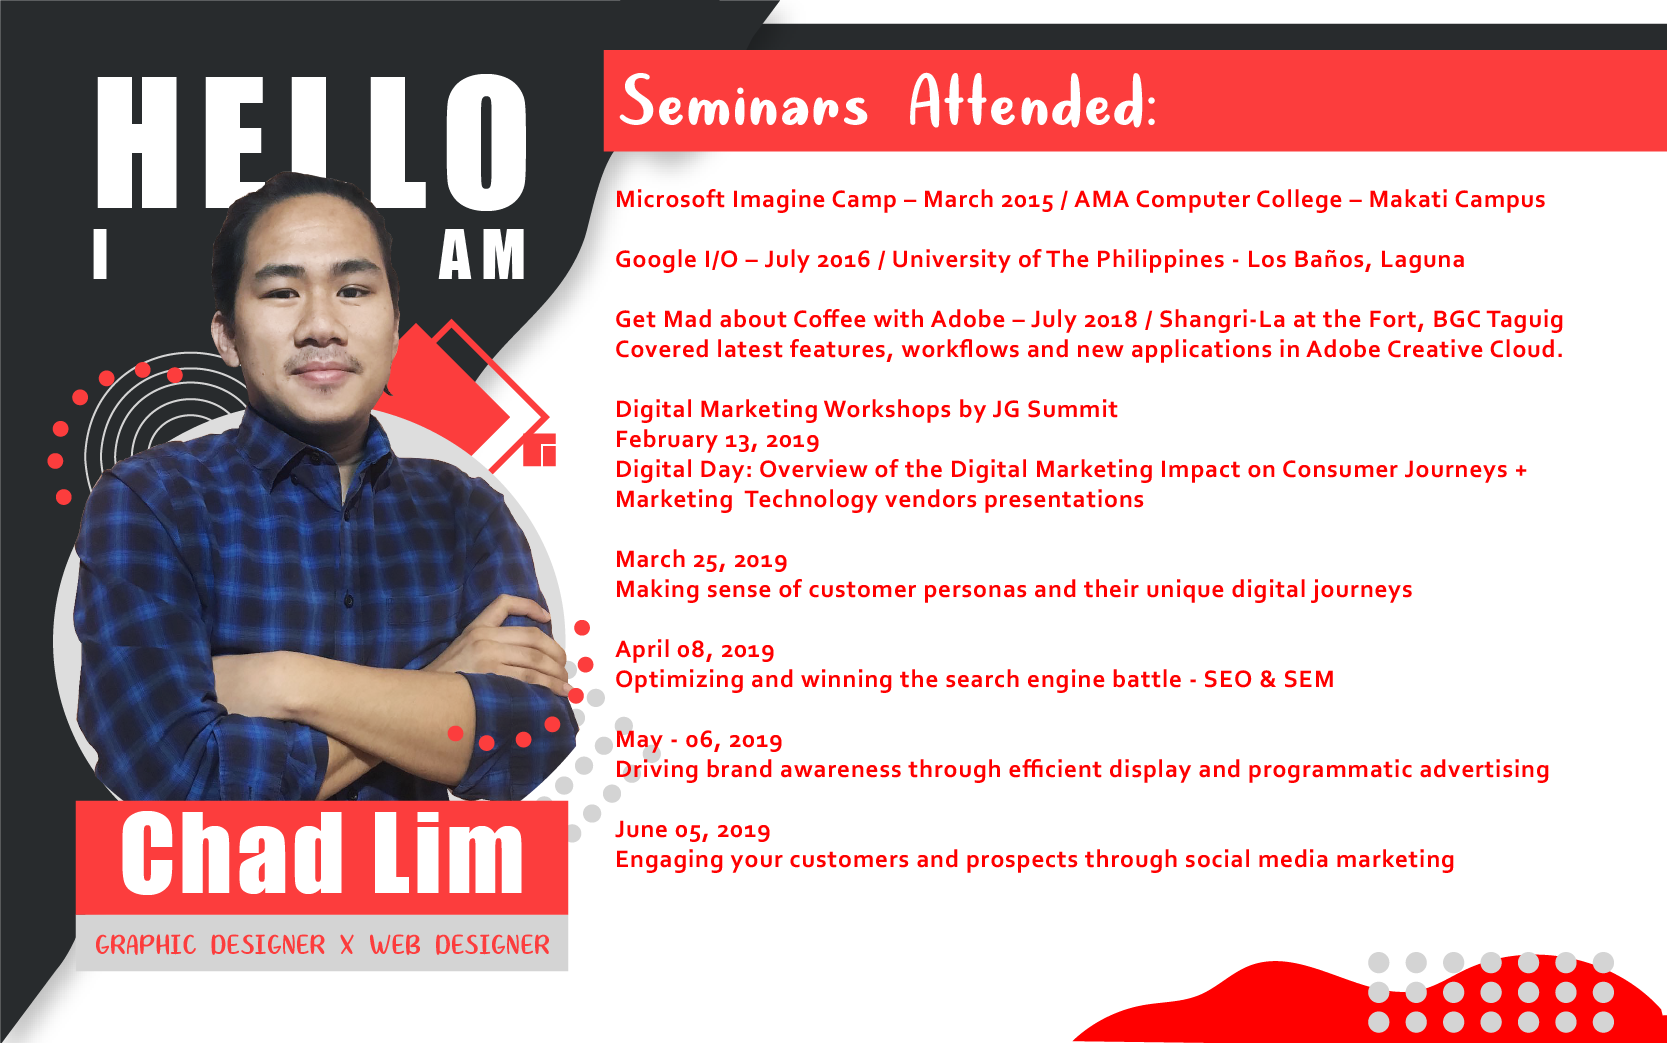 HELLO
I AM
Chad Lim
GRAPHIC DESIGNER X WEB DESIGNER
Seminars Attended:
Microsoft Imagine Camp – March 2015 / AMA Computer College – Makati Campus
Google I/O – July 2016 / University of The Philippines - Los Baños, Laguna
Get Mad about Coffee with Adobe – July 2018 / Shangri-La at the Fort, BGC Taguig
Covered latest features, workflows and new applications in Adobe Creative Cloud.
Digital Marketing Workshops by JG Summit
February 13, 2019
Digital Day: Overview of the Digital Marketing Impact on Consumer Journeys +
Marketing Technology vendors presentations
March 25, 2019
Making sense of customer personas and their unique digital journeys
April 08, 2019
Optimizing and winning the search engine battle - SEO & SEM
May - 06, 2019
Driving brand awareness through efficient display and programmatic advertising
June 05, 2019
Engaging your customers and prospects through social media marketing